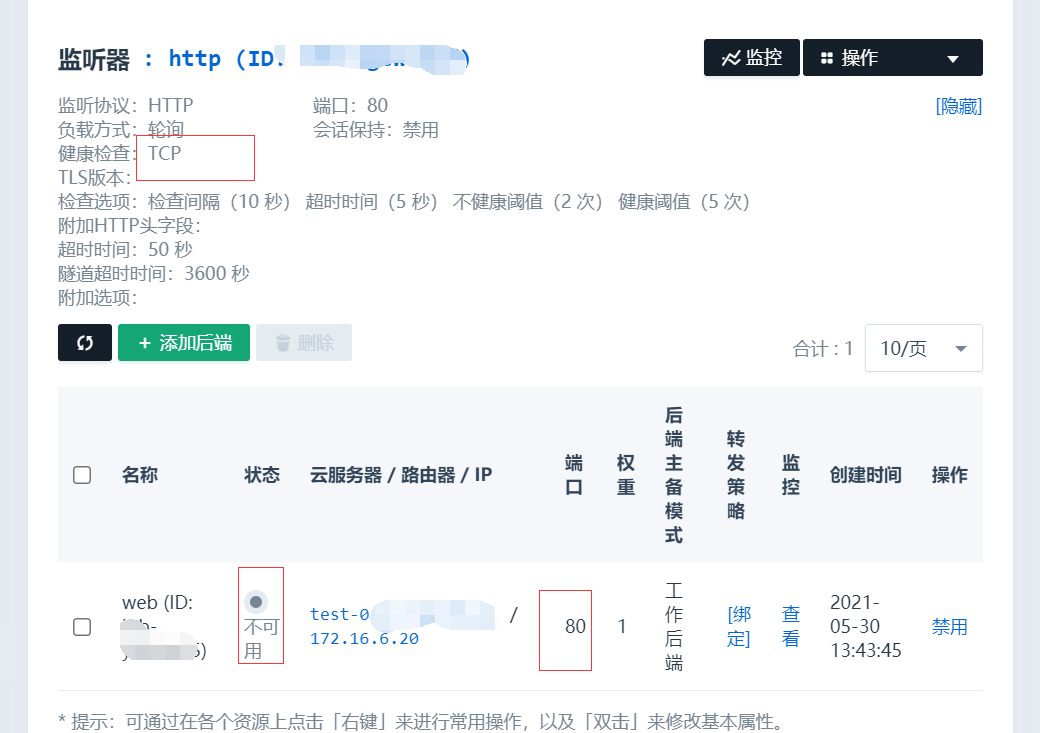 监听器 : http (ID:
监控
操作
监听协议：HTTP
端口：80
[隐藏]
负载方式：轮询
会话保持：禁用
健康检查：TCP
TLS版本：
检查选项：检查间隔（10 秒） 超时时间（5 秒） 不健康阈值（2 次） 健康阈值（5 次）
附加HTTP头字段：
超时时间：50 秒
隧道超时时间：3600 秒
附加选项：
+ 添加后端
删除
合计 : 1
10/页
名称
状态
云服务器 / 路由器 / IP
端口
权重
后端主备模式
转发策略
监控
创建时间
操作
web (ID:
不可用
test-0
/
172.16.6.20
80
1
工作后端
[绑定]
查看
2021-
05-30
13:43:45
禁用
* 提示：可通过在各个资源上点击「右键」来进行常用操作，以及「双击」来修改基本属性。